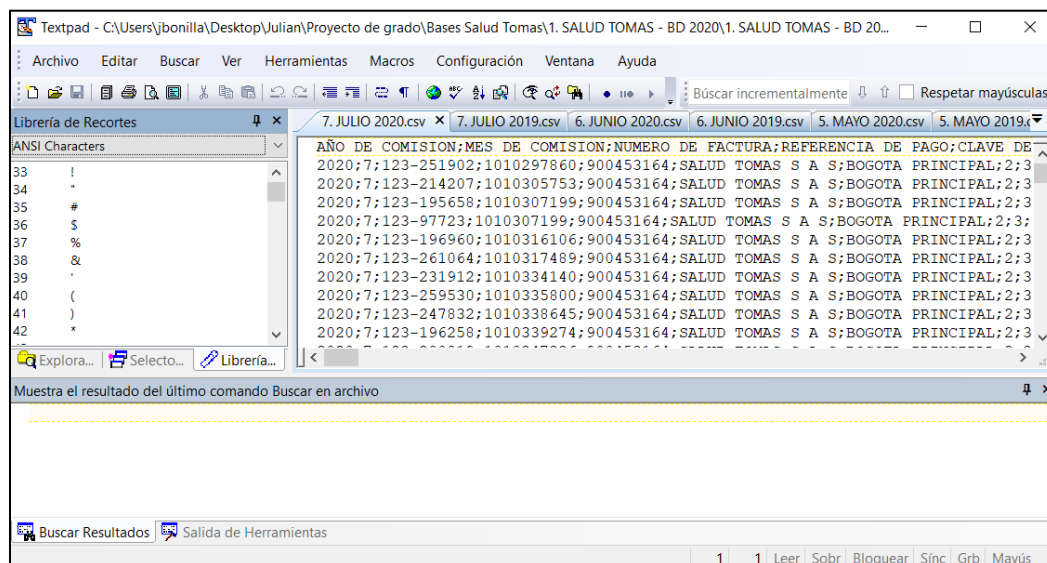 Textpad - C:\Users\jbonilla\Desktop\Julian\Proyecto de grado\Bases Salud Tomas\1. SALUD TOMAS - BD 2020\1. SALUD TOMAS - BD 20...
Archivo Editar Buscar Ver Herramientas Macros Configuración Ventana Ayuda
Búscar incrementalmente Respetar mayúsculas
Librería de Recortes
7. JULIO 2020.csv 7. JULIO 2019.csv 6. JUNIO 2020.csv 6. JUNIO 2019.csv 5. MAYO 2020.csv 5. MAYO 2019.c
ANSI Characters
33 !
34 "
35 #
36 $
37 %
38 &
39 '
40 (
41 )
42 *
AÑO DE COMISION;MES DE COMISION;NUMERO DE FACTURA;REFERENCIA DE PAGO;CLAVE DE
2020;7;123-251902;1010297860;900453164;SALUD TOMAS S A S;BOGOTA PRINCIPAL;2;3
2020;7;123-214207;1010305753;900453164;SALUD TOMAS S A S;BOGOTA PRINCIPAL;2;3
2020;7;123-195658;1010307199;900453164;SALUD TOMAS S A S;BOGOTA PRINCIPAL;2;3
2020;7;123-97723;1010307199;900453164;SALUD TOMAS S A S;BOGOTA PRINCIPAL;2;3;
2020;7;123-196960;1010316106;900453164;SALUD TOMAS S A S;BOGOTA PRINCIPAL;2;3
2020;7;123-261064;1010317489;900453164;SALUD TOMAS S A S;BOGOTA PRINCIPAL;2;3
2020;7;123-231912;1010334140;900453164;SALUD TOMAS S A S;BOGOTA PRINCIPAL;2;3
2020;7;123-259530;1010335800;900453164;SALUD TOMAS S A S;BOGOTA PRINCIPAL;2;3
2020;7;123-247832;1010338645;900453164;SALUD TOMAS S A S;BOGOTA PRINCIPAL;2;3
2020;7;123-196258;1010339274;900453164;SALUD TOMAS S A S;BOGOTA PRINCIPAL;2;3
Explora... Selecto... Librería...
Muestra el resultado del último comando Buscar en archivo
Buscar Resultados Salida de Herramientas
1 1 Leer Sobr Bloquear Sínc Grb Mayús